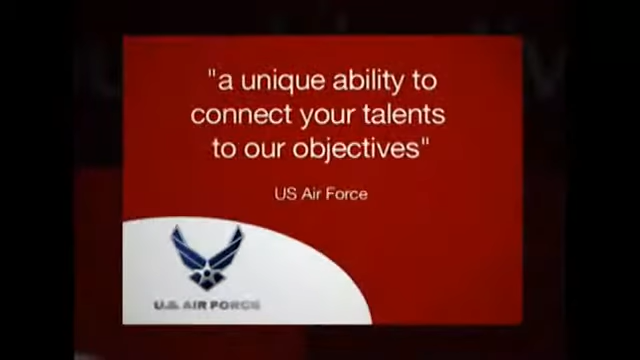 "a unique ability to
connect your talents
to our objectives"
US Air Force
U.S. AIR FORCE